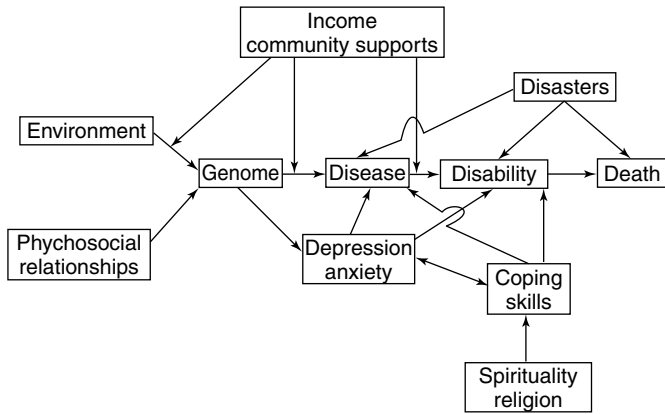 Income
community supports
Disasters
Environment
Genome
Disease
Disability
Death
Phychosocial
relationships
Depression
anxiety
Coping
skills
Spirituality
religion